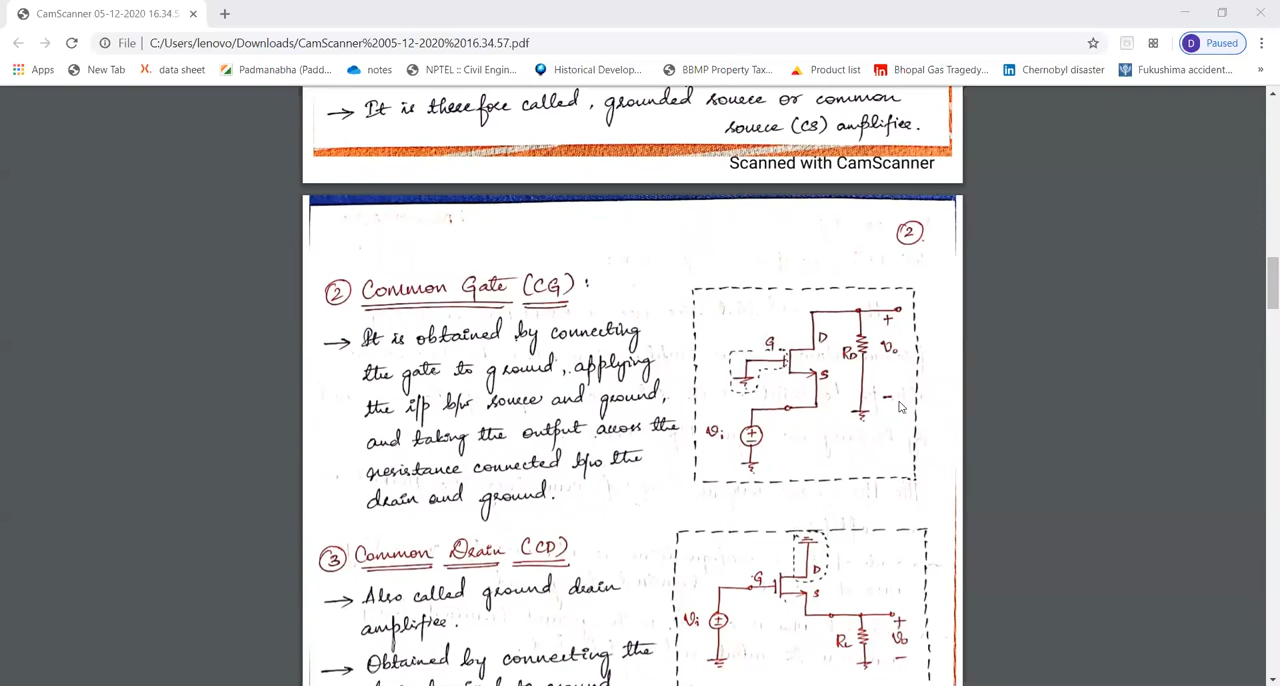 CamScanner 05-12-2020 16.34.5
File | C:/Users/lenovo/Downloads/CamScanner%2005-12-2020%2016.34.57.pdf
D Paused
Apps New Tab data sheet Padmanabha (Padd... notes NPTEL :: Civil Engin... Historical Develop... BBMP Property Tax... Product list Bhopal Gas Tragedy... Chernobyl disaster Fukushima accident... »
→ It is therefore called, grounded source or common
source (CS) amplifier.
Scanned with CamScanner
(2).
② Common Gate (CG) :
→ It is obtained by connecting
the gate to ground, applying
the i/p b/w source and ground,
and taking the output across the
resistance connected b/w the
drain and ground.
G D S RD + vo -
vi + -
③ Common Drain (CD)
→ Also called ground drain
amplifier.
→ Obtained by connecting the
G D S
vi + -
RL + vo -